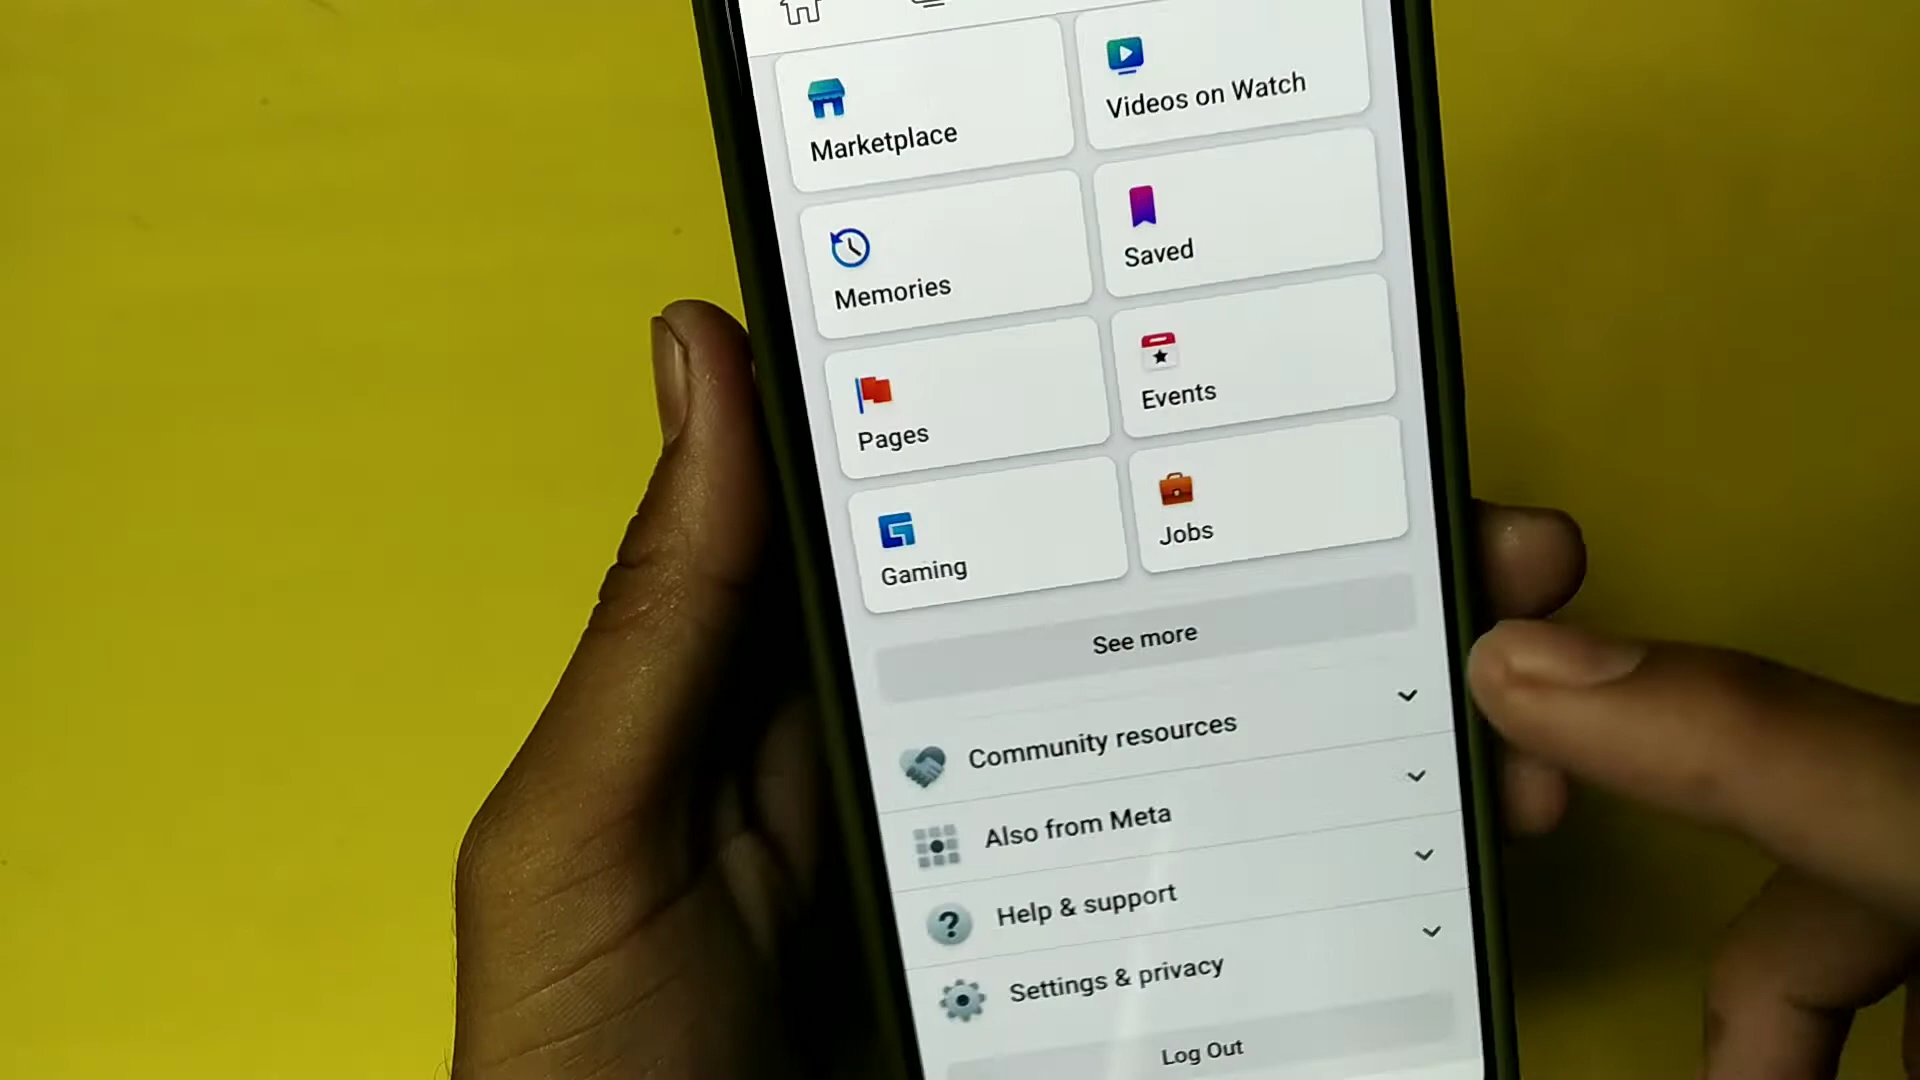 Marketplace
Videos on Watch
Memories
Saved
Pages
Events
Gaming
Jobs
See more
Community resources
Also from Meta
Help & support
Settings & privacy
Log Out